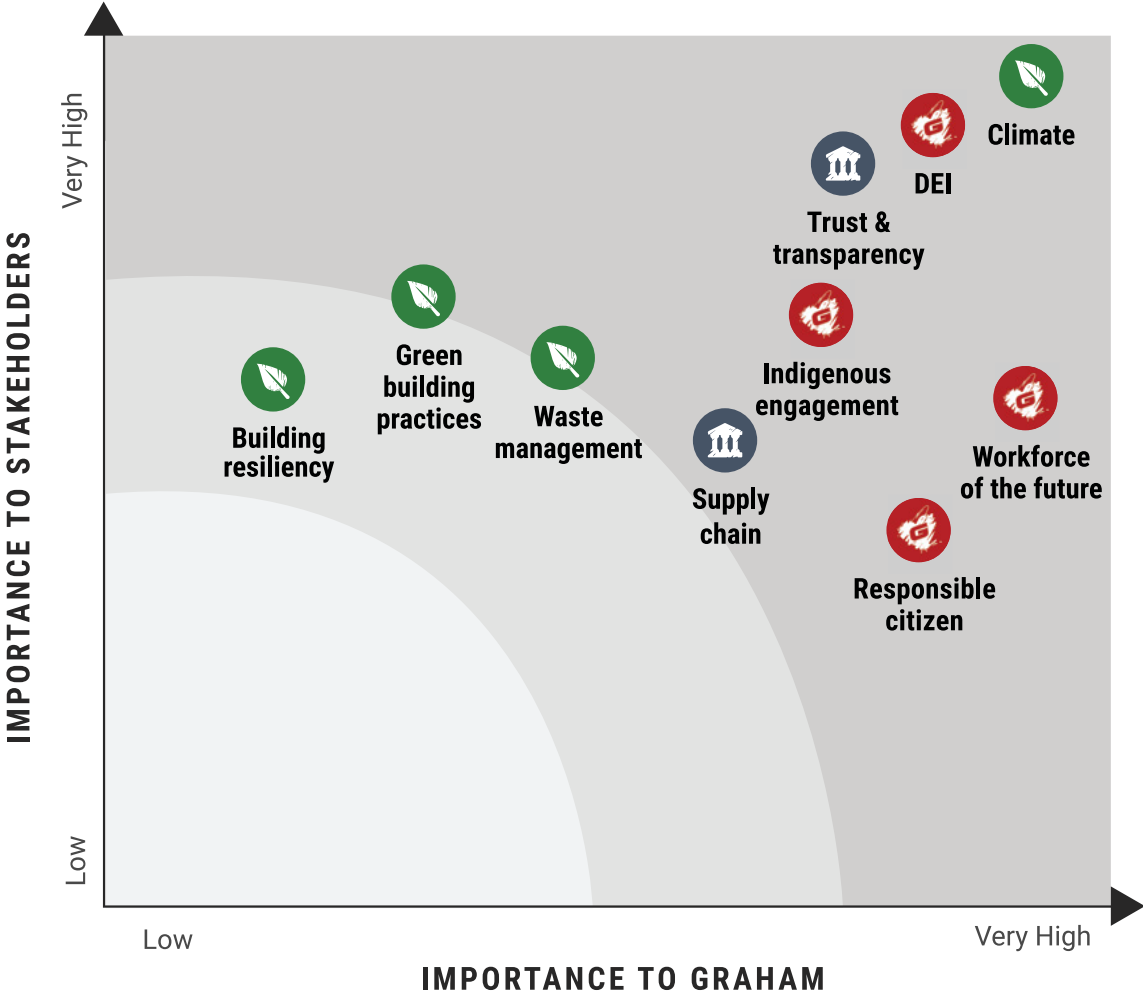 IMPORTANCE TO STAKEHOLDERS
Very High
Low
Climate
DEI
Trust &
transparency
Green
building
practices
Indigenous
engagement
Waste
management
Building
resiliency
Workforce
of the future
Supply
chain
Responsible
citizen
Low
Very High
IMPORTANCE TO GRAHAM
G
G
G
G